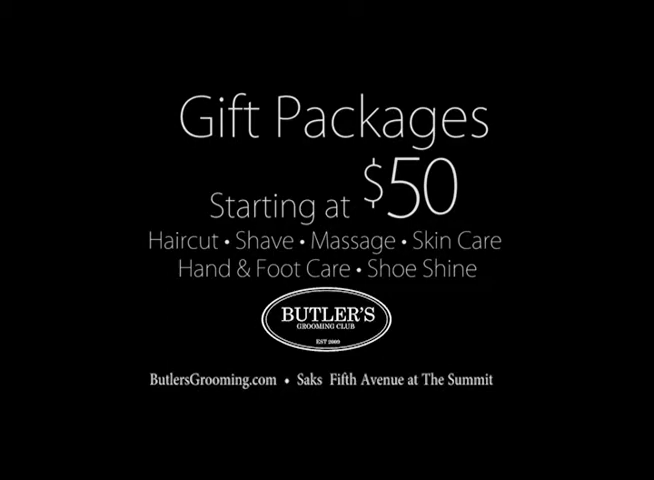 Gift Packages
Starting at $50
Haircut • Shave • Massage • Skin Care
Hand & Foot Care • Shoe Shine
BUTLER'S
GROOMING CLUB
EST 2009
ButlersGrooming.com • Saks Fifth Avenue at The Summit